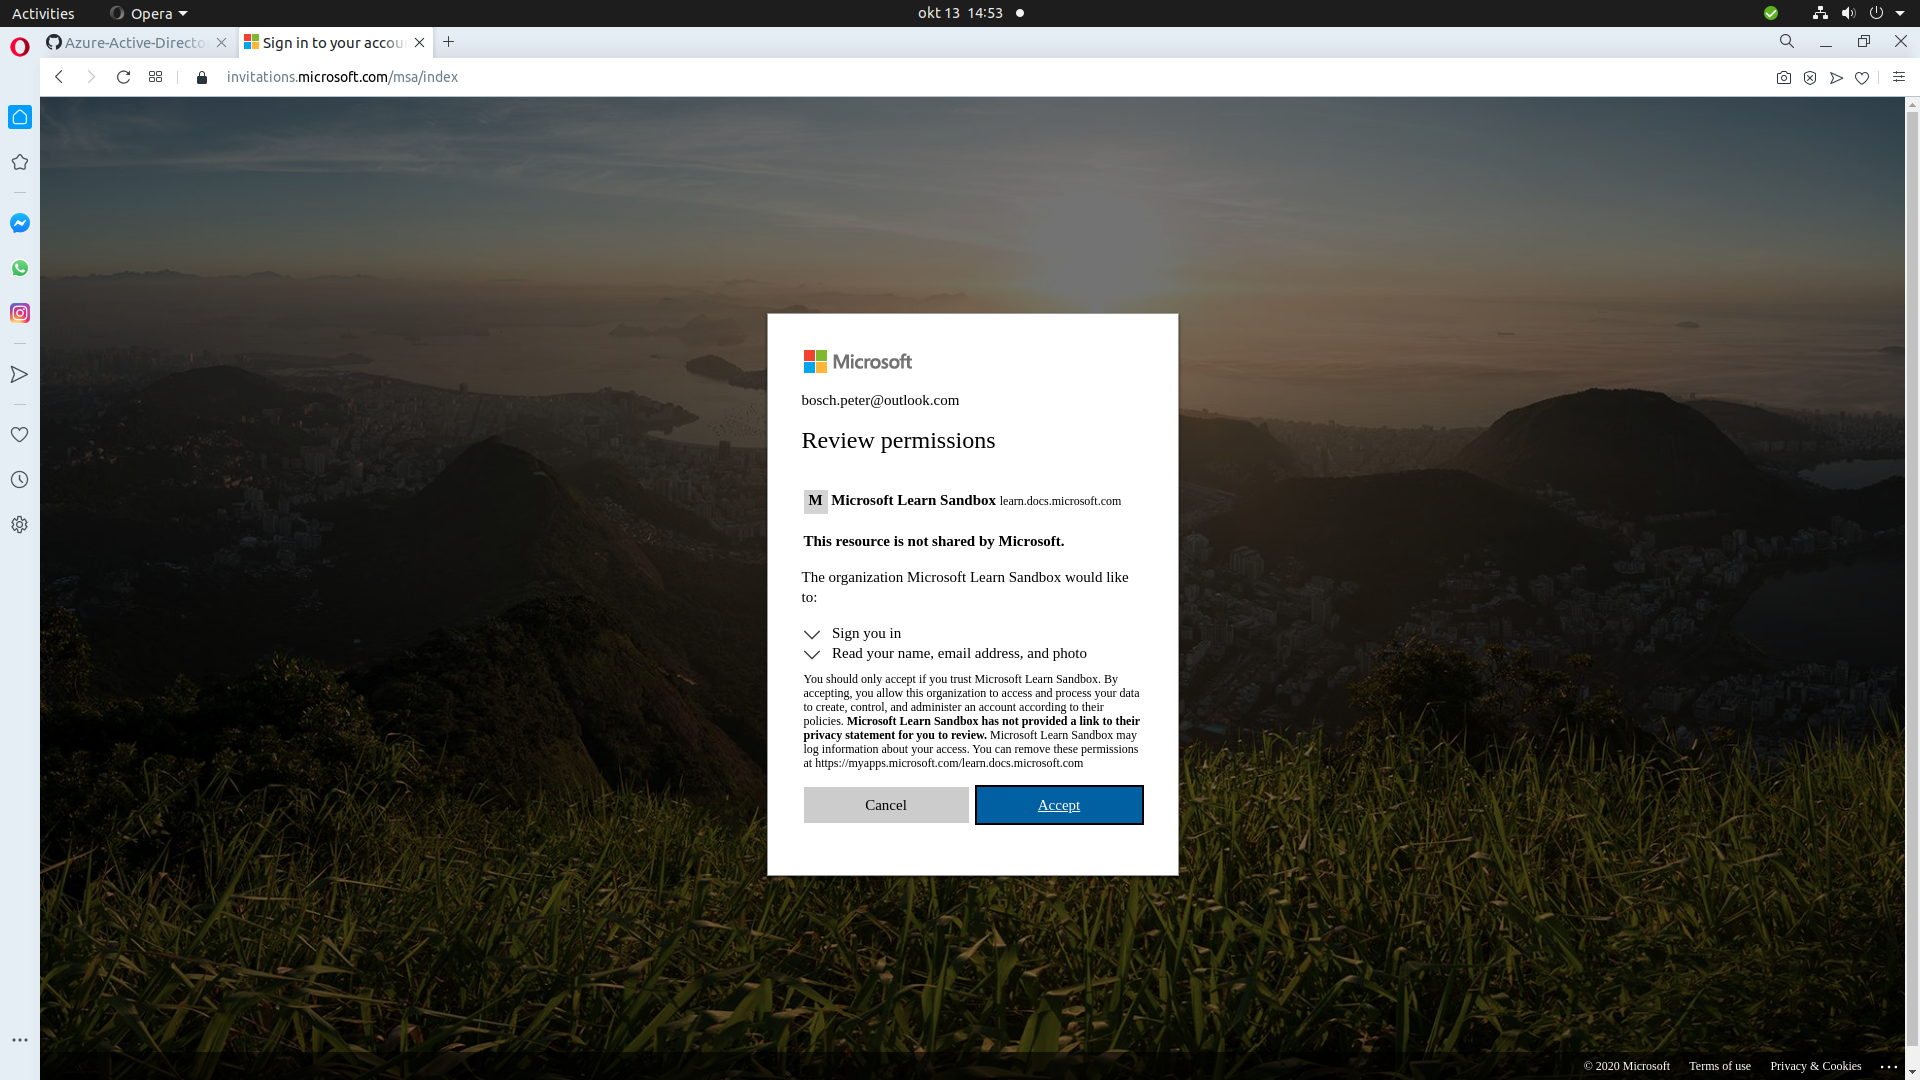 Activities
Opera
okt 13 14:53
Azure-Active-Directo
Sign in to your accou
invitations.microsoft.com/msa/index
Microsoft
bosch.peter@outlook.com
Review permissions
M Microsoft Learn Sandbox learn.docs.microsoft.com
This resource is not shared by Microsoft.
The organization Microsoft Learn Sandbox would like
to:
Sign you in
Read your name, email address, and photo
You should only accept if you trust Microsoft Learn Sandbox. By
accepting, you allow this organization to access and process your data
to create, control, and administer an account according to their
policies. Microsoft Learn Sandbox has not provided a link to their
privacy statement for you to review. Microsoft Learn Sandbox may
log information about your access. You can remove these permissions
at https://myapps.microsoft.com/learn.docs.microsoft.com
Cancel
Accept
© 2020 Microsoft Terms of use Privacy & Cookies